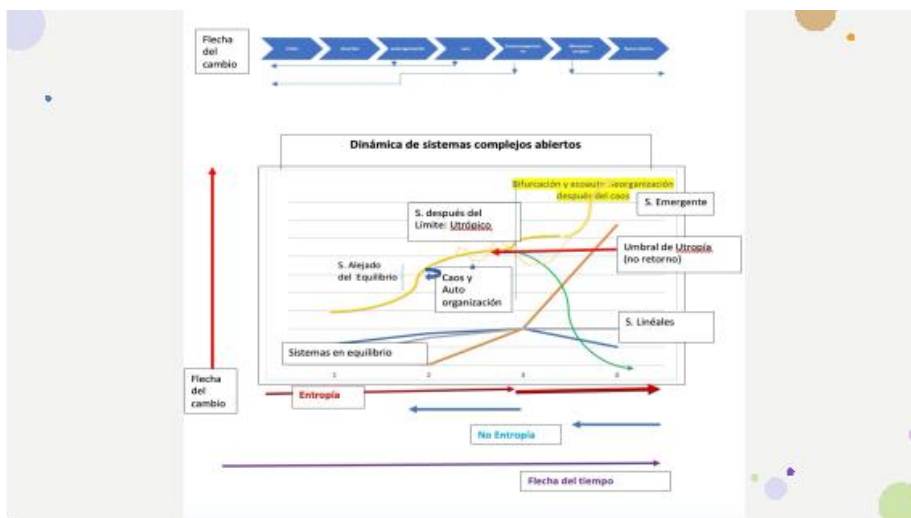 Flecha
del
cambio
Caos
Dinámica de sistemas complejos abiertos
Bifurcación y
después del caos
S. Emergente
S. después del
Límite: Utrópico
Umbral de Utropía
(no retorno)
S. Alejado
del Equilibrio
Caos y
Auto
organización
S. Linéales
Sistemas en equilibrio
1
2
3
4
Flecha
del
cambio
Entropía
No Entropía
Flecha del tiempo